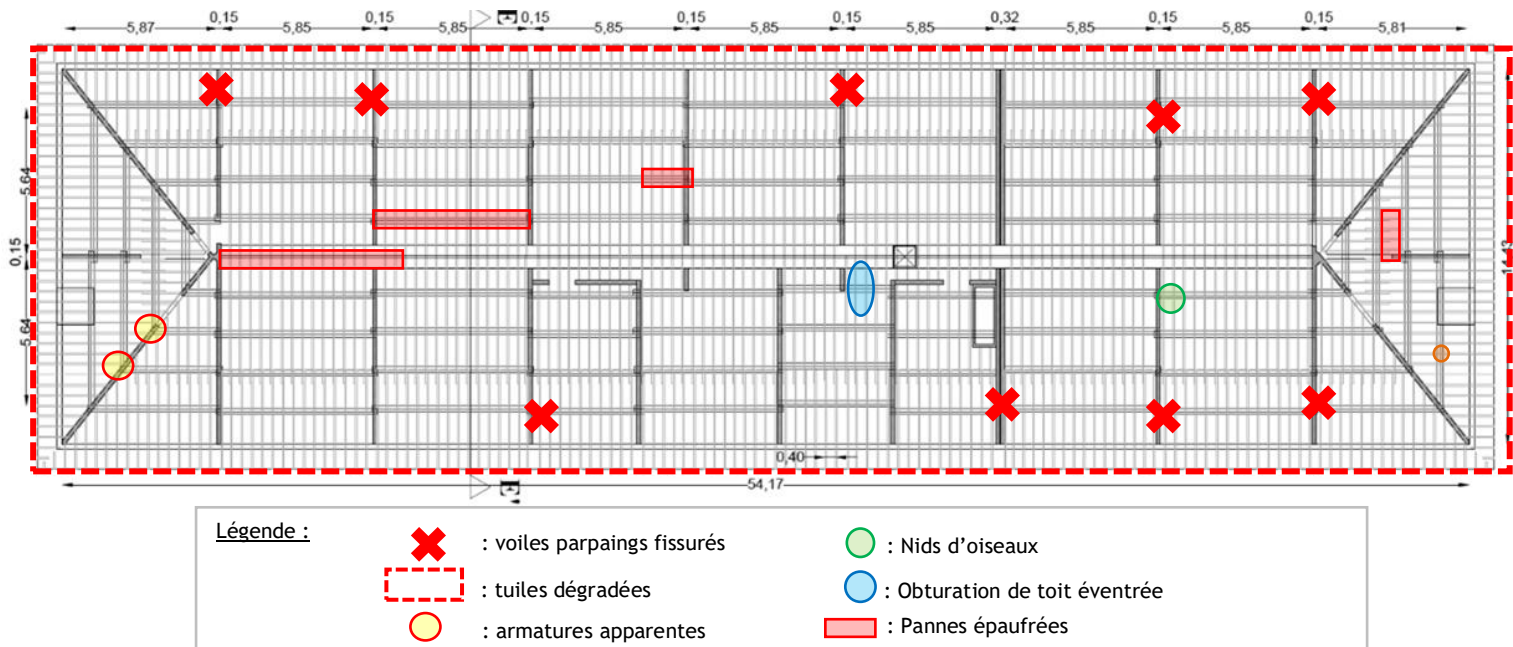 0,15 0,15 E 0,15 0,15 0,15 0,32 0,15 0,15
5,87 5,85 5,85 5,85 5,85 5,85 5,85 5,85 5,81
5,64
0,15
5,64
14,43
0,40
54,17
E
Légende :
: voiles parpaings fissurés
: Nids d’oiseaux
: tuiles dégradées
: Obturation de toit éventrée
: armatures apparentes
: Pannes épaufrées